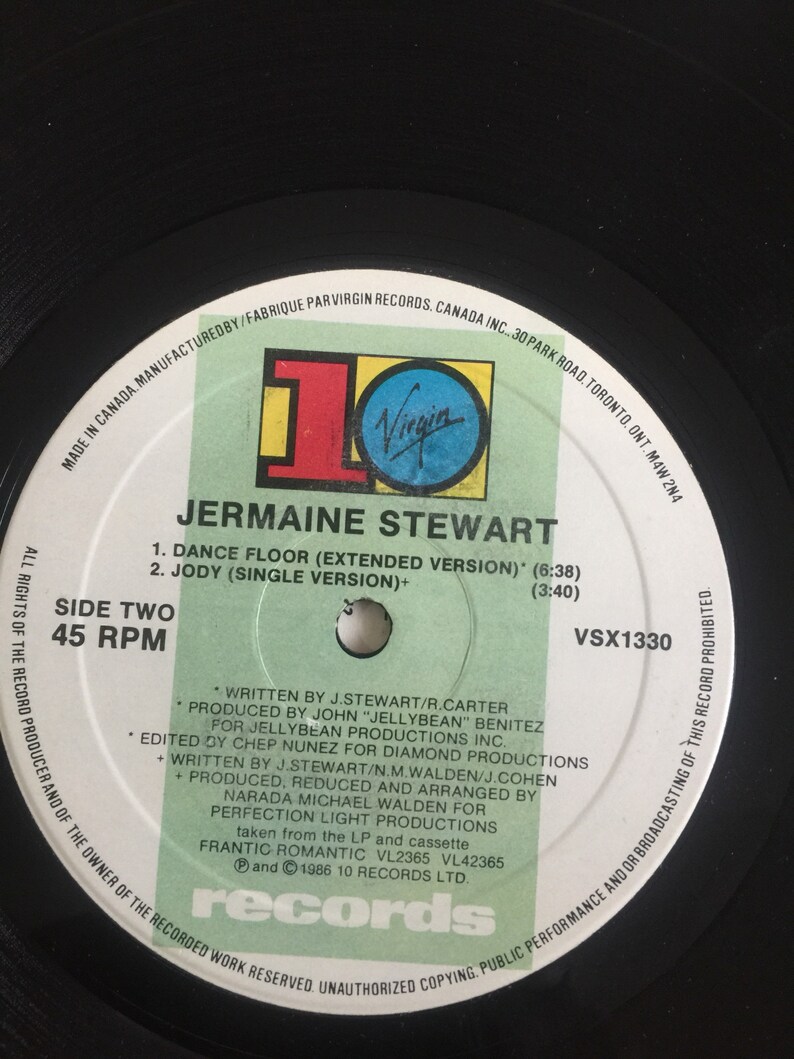 MADE IN CANADA. MANUFACTURED BY / FABRIQUE PAR VIRGIN RECORDS. CANADA INC., 30 PARK ROAD, TORONTO. ONT. M4W 2N4
10
Virgin
JERMAINE STEWART
1. DANCE FLOOR (EXTENDED VERSION)* (6:38)
2. JODY (SINGLE VERSION)+ (3:40)
SIDE TWO
45 RPM
VSX1330
* WRITTEN BY J.STEWART/R.CARTER
* PRODUCED BY JOHN "JELLYBEAN" BENITEZ
FOR JELLYBEAN PRODUCTIONS INC.
* EDITED BY CHEP NUNEZ FOR DIAMOND PRODUCTIONS
+ WRITTEN BY J.STEWART/N.M.WALDEN/J.COHEN
+ PRODUCED, REDUCED AND ARRANGED BY
NARADA MICHAEL WALDEN FOR
PERFECTION LIGHT PRODUCTIONS
taken from the LP and cassette
FRANTIC ROMANTIC VL2365 VL42365
Ⓟ and © 1986 10 RECORDS LTD.
records
ALL RIGHTS OF THE RECORD PRODUCER AND OF THE OWNER OF THE RECORDED WORK RESERVED. UNAUTHORIZED COPYING. PUBLIC PERFORMANCE AND/OR BROADCASTING OF THIS RECORD PROHIBITED.